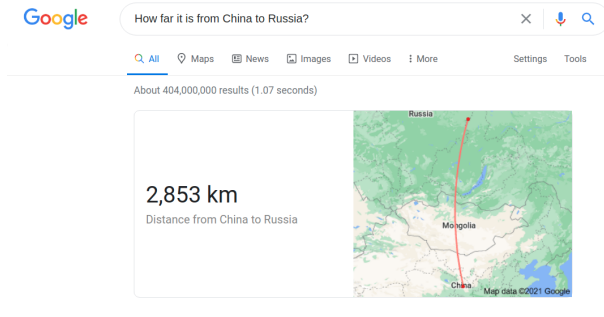 Google
How far it is from China to Russia?
All Maps News Images Videos More Settings Tools
About 404,000,000 results (1.07 seconds)
Russia
2,853 km
Distance from China to Russia
Mongolia
China
Map data ©2021 Google